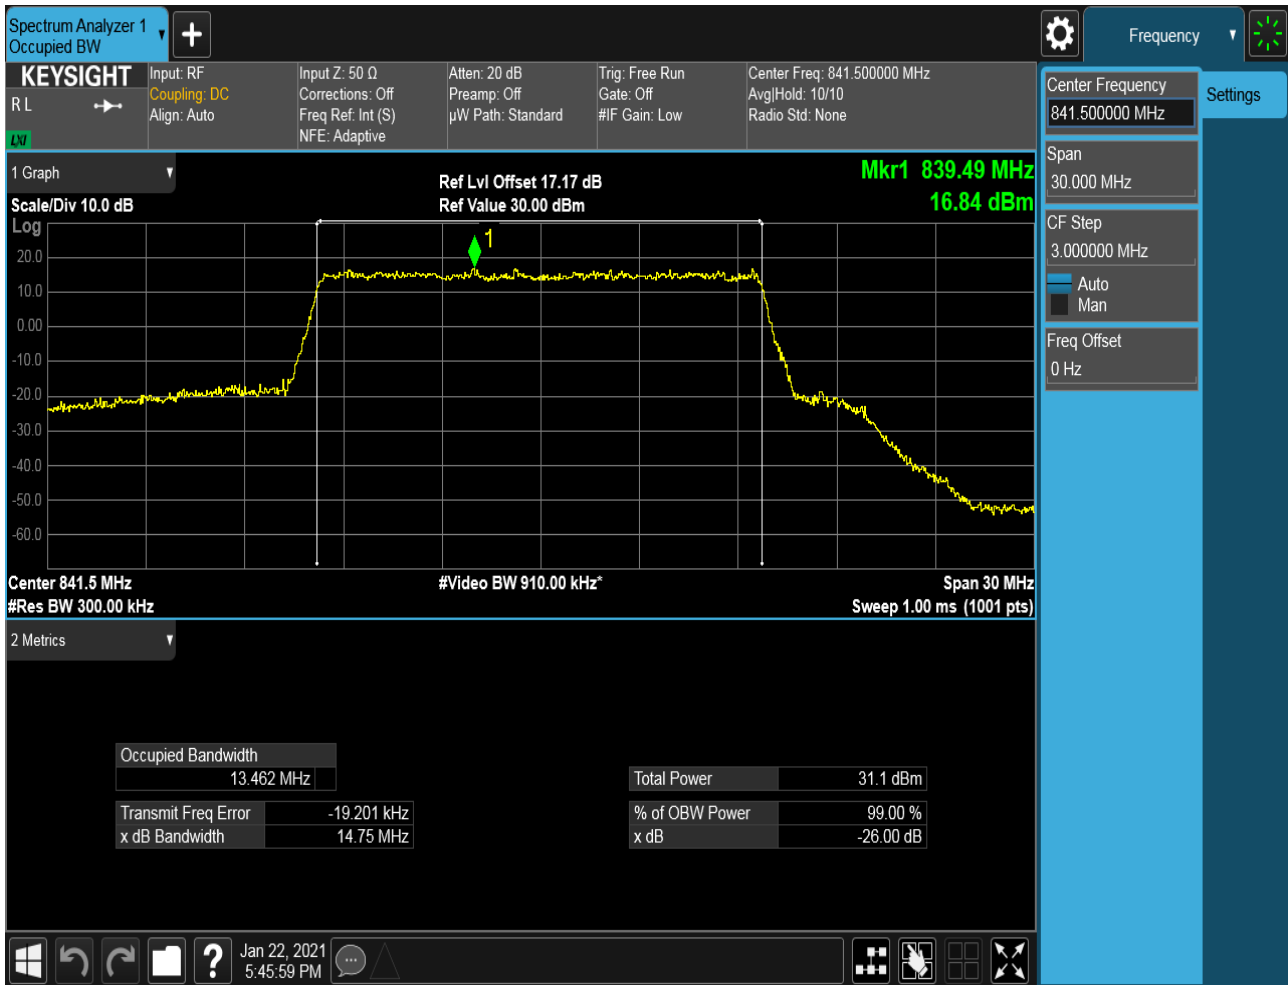 Spectrum Analyzer 1
Occupied BW
Frequency
KEYSIGHT
R L
LXI
Input: RF
Coupling: DC
Align: Auto
Input Z: 50 Ω
Corrections: Off
Freq Ref: Int (S)
NFE: Adaptive
Atten: 20 dB
Preamp: Off
µW Path: Standard
Trig: Free Run
Gate: Off
#IF Gain: Low
Center Freq: 841.500000 MHz
Avg|Hold: 10/10
Radio Std: None
Center Frequency
841.500000 MHz
Settings
Span
30.000 MHz
CF Step
3.000000 MHz
Auto
Man
Freq Offset
0 Hz
1 Graph
Scale/Div 10.0 dB
Ref Lvl Offset 17.17 dB
Ref Value 30.00 dBm
Mkr1 839.49 MHz
16.84 dBm
Log
1
20.0
10.0
0.00
-10.0
-20.0
-30.0
-40.0
-50.0
-60.0
Center 841.5 MHz
#Video BW 910.00 kHz*
Span 30 MHz
#Res BW 300.00 kHz
Sweep 1.00 ms (1001 pts)
2 Metrics
Occupied Bandwidth
13.462 MHz
Total Power 31.1 dBm
Transmit Freq Error -19.201 kHz
% of OBW Power 99.00 %
x dB Bandwidth 14.75 MHz
x dB -26.00 dB
?
Jan 22, 2021
5:45:59 PM